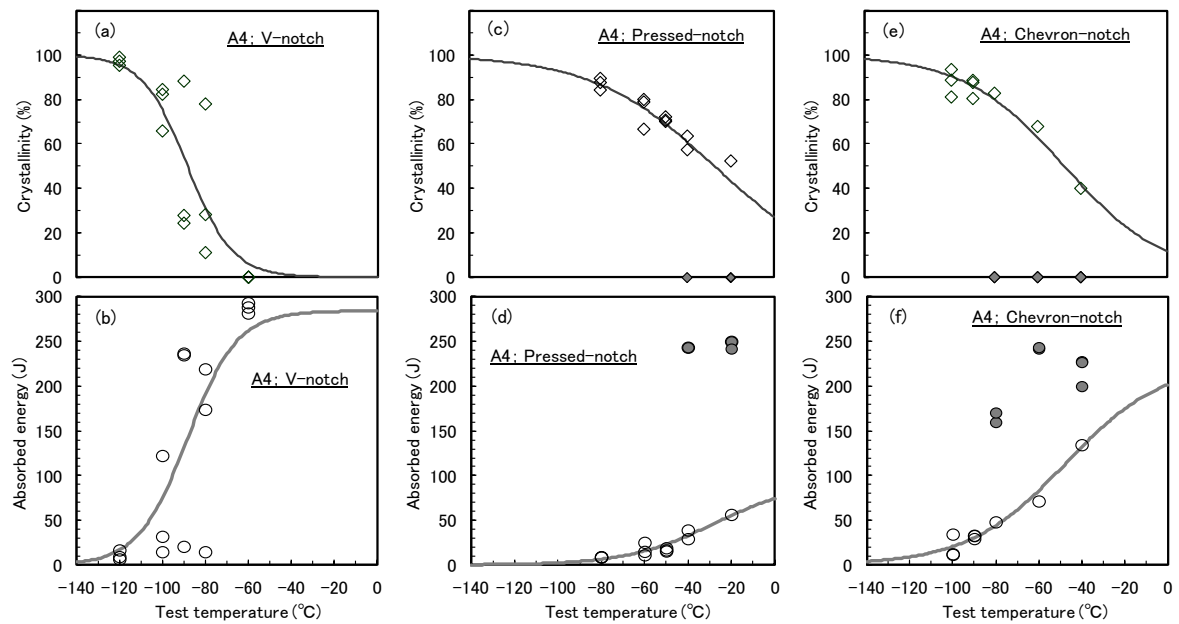 (a)
A4; V-notch
Crystallinity (%)
100
80
60
40
20
0
(c)
A4; Pressed-notch
Crystallinity (%)
100
80
60
40
20
0
(e)
A4; Chevron-notch
Crystallinity (%)
100
80
60
40
20
0
(b)
A4; V-notch
Absorbed energy (J)
300
250
200
150
100
50
0
-140 -120 -100 -80 -60 -40 -20 0
Test temperature (℃)
(d)
A4; Pressed-notch
Absorbed energy (J)
300
250
200
150
100
50
0
-140 -120 -100 -80 -60 -40 -20 0
Test temperature (℃)
(f)
A4; Chevron-notch
Absorbed energy (J)
300
250
200
150
100
50
0
-140 -120 -100 -80 -60 -40 -20 0
Test temperature (℃)